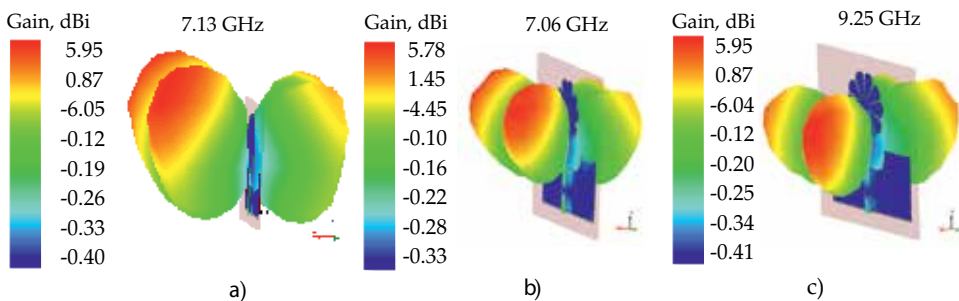 Gain, dBi
7.13 GHz
5.95
0.87
-6.05
-0.12
-0.19
-0.26
-0.33
-0.40
a)
Gain, dBi
7.06 GHz
5.78
1.45
-4.45
-0.10
-0.16
-0.22
-0.28
-0.33
b)
Gain, dBi
9.25 GHz
5.95
0.87
-6.04
-0.12
-0.20
-0.25
-0.34
-0.41
c)